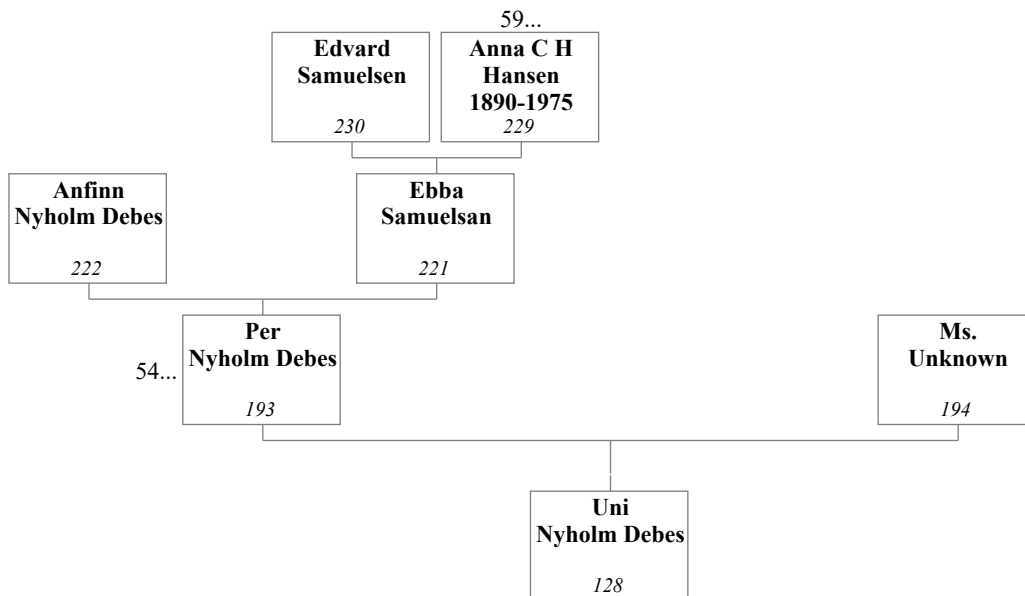 59...
Edvard
Samuelsen
230
Anna C H
Hansen
1890-1975
229
Anfinn
Nyholm Debes
222
Ebba
Samuelsan
221
54...
Per
Nyholm Debes
193
Ms.
Unknown
194
Uni
Nyholm Debes
128